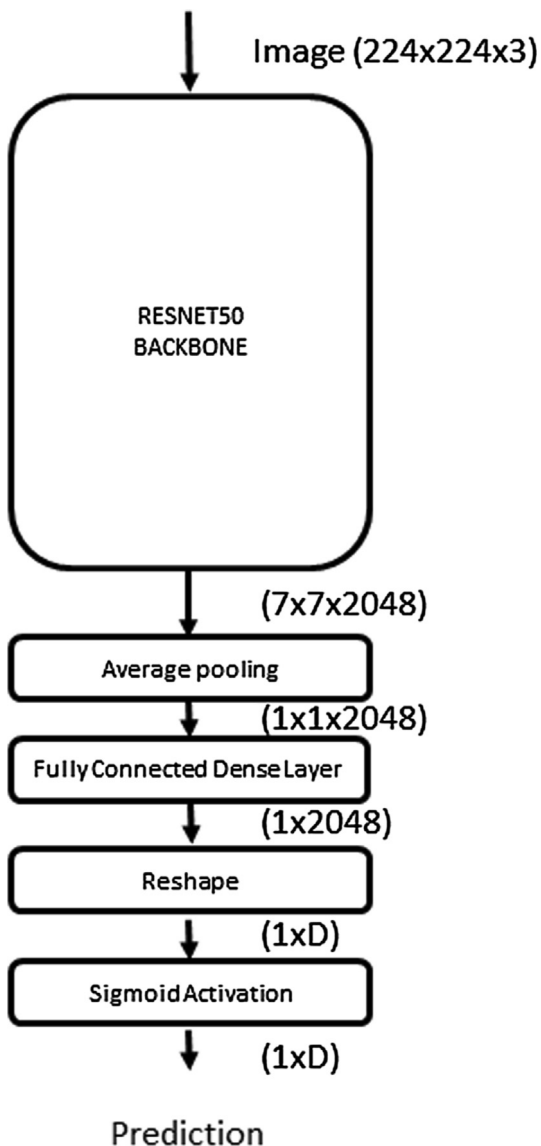 Image (224x224x3)
RESNET50
BACKBONE
(7x7x2048)
Average pooling
(1x1x2048)
Fully Connected Dense Layer
(1x2048)
Reshape
(1xD)
Sigmoid Activation
(1xD)
Prediction